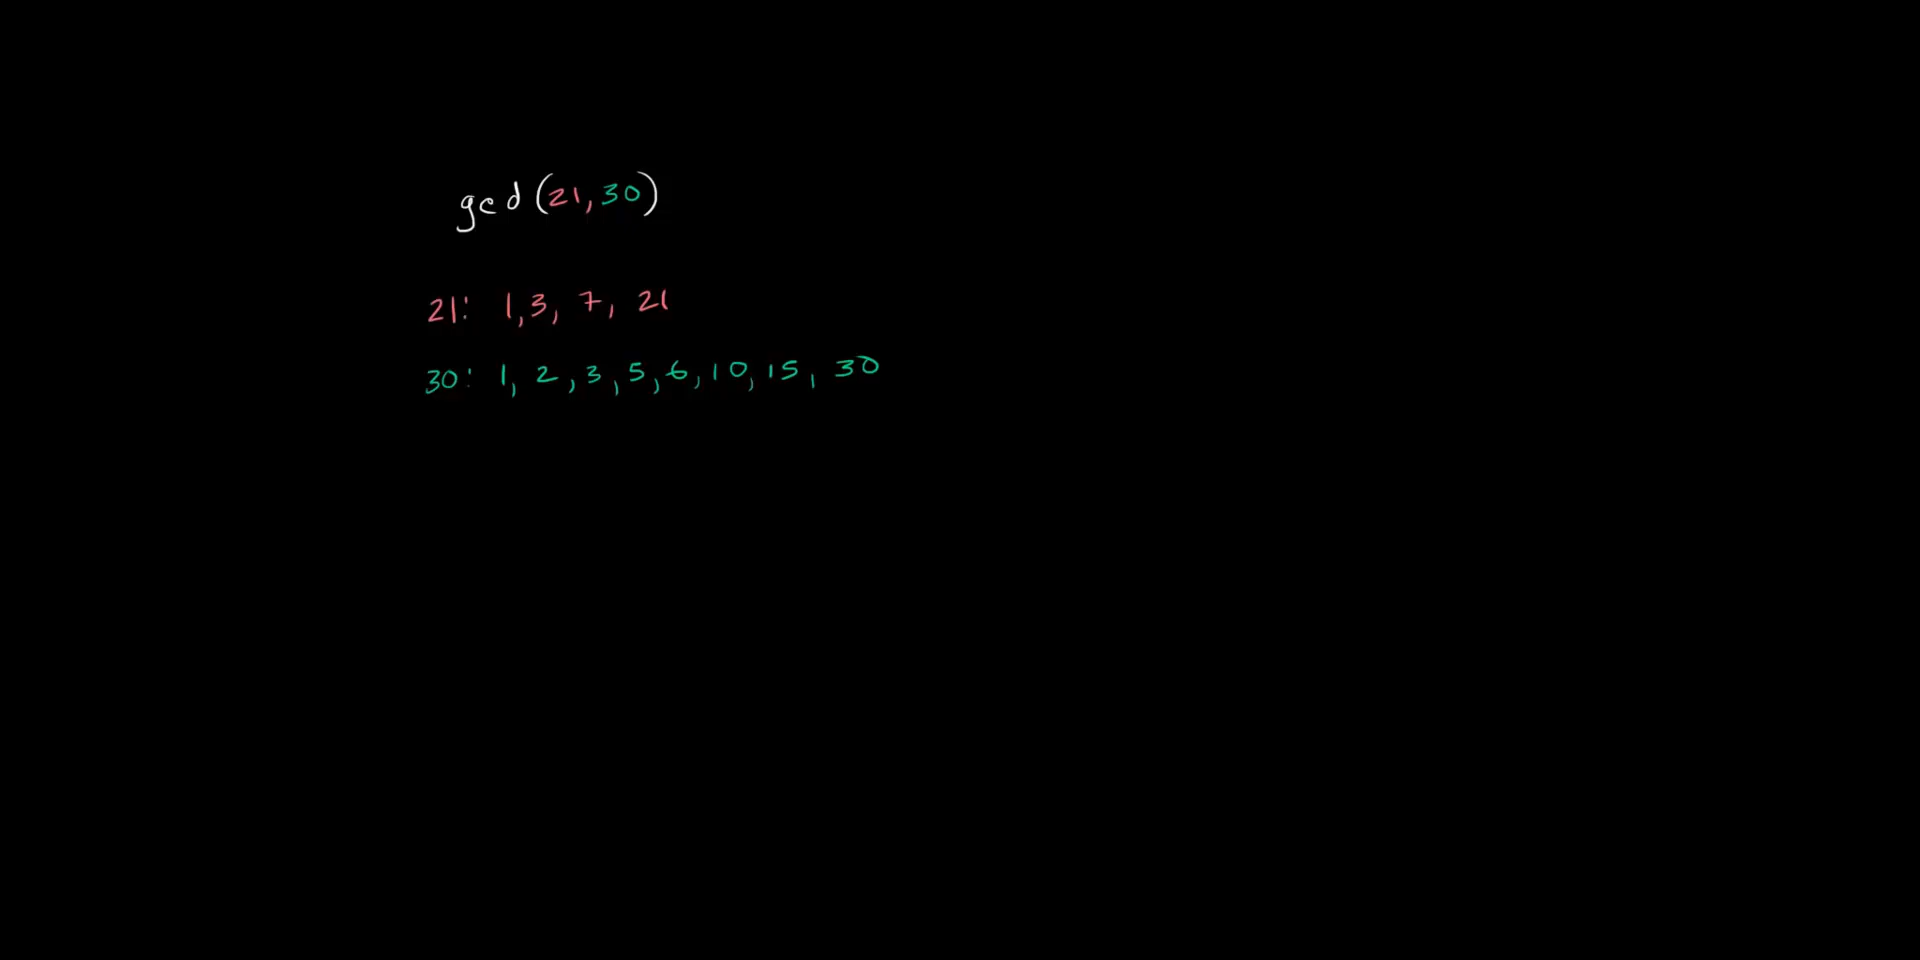 gcd (21,30)
21: 1,3, 7, 21
30: 1, 2, 3, 5, 6, 10, 15, 30